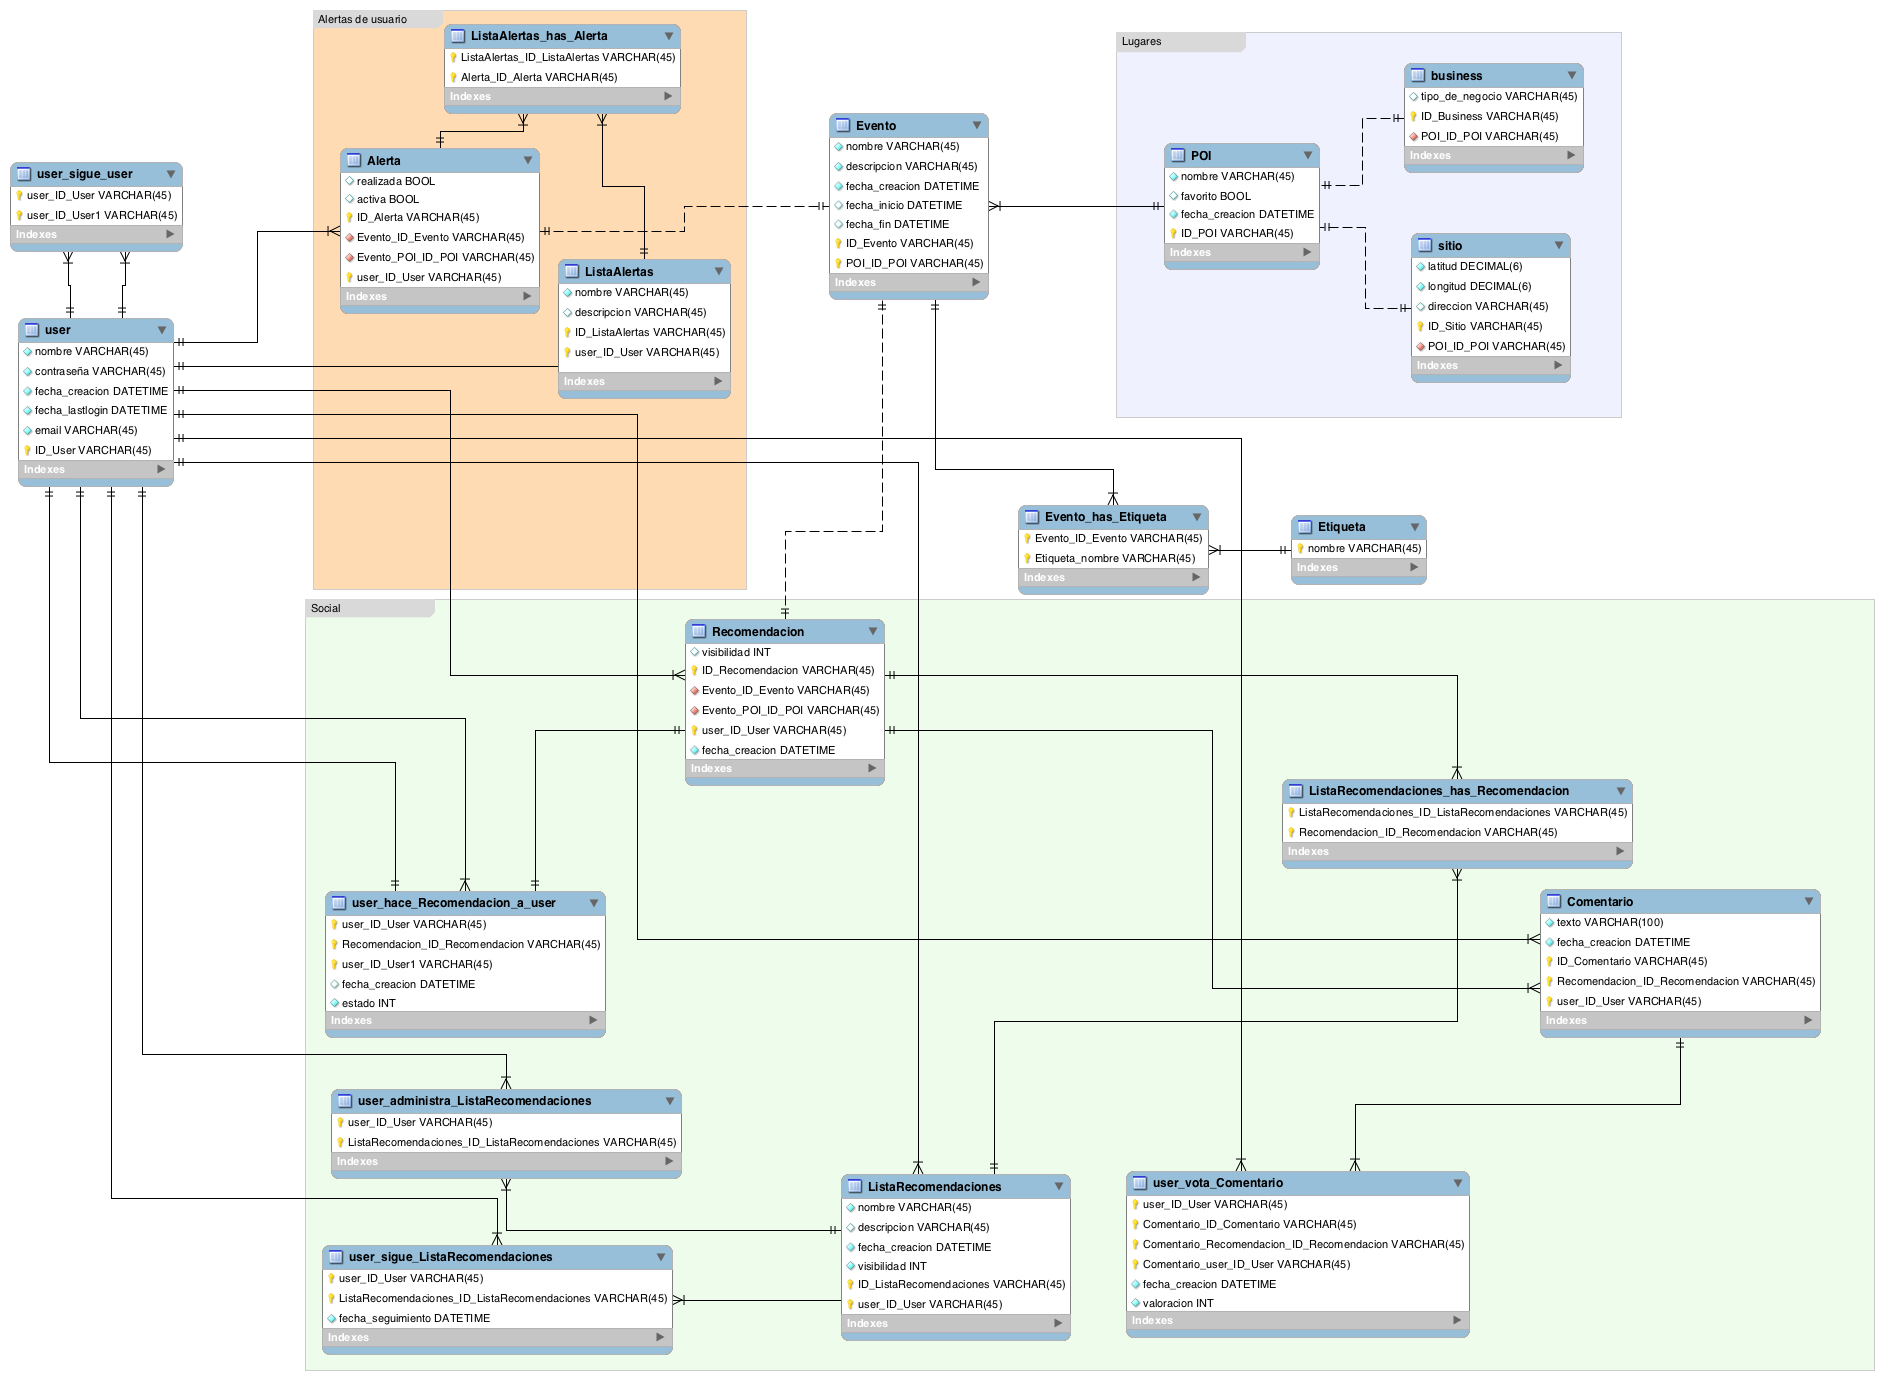 Alertas de usuario
ListaAlertas_has_Alerta
ListaAlertas_ID_ListaAlertas VARCHAR(45)
Alerta_ID_Alerta VARCHAR(45)
Indexes
Lugares
business
tipo_de_negocio VARCHAR(45)
ID_Business VARCHAR(45)
POI_ID_POI VARCHAR(45)
Indexes
Evento
nombre VARCHAR(45)
descripcion VARCHAR(45)
fecha_creacion DATETIME
fecha_inicio DATETIME
fecha_fin DATETIME
ID_Evento VARCHAR(45)
POI_ID_POI VARCHAR(45)
Indexes
POI
nombre VARCHAR(45)
favorito BOOL
fecha_creacion DATETIME
ID_POI VARCHAR(45)
Indexes
Alerta
realizada BOOL
activa BOOL
ID_Alerta VARCHAR(45)
Evento_ID_Evento VARCHAR(45)
Evento_POI_ID_POI VARCHAR(45)
user_ID_User VARCHAR(45)
Indexes
user_sigue_user
user_ID_User VARCHAR(45)
user_ID_User1 VARCHAR(45)
Indexes
sitio
latitud DECIMAL(6)
longitud DECIMAL(6)
direccion VARCHAR(45)
ID_Sitio VARCHAR(45)
POI_ID_POI VARCHAR(45)
Indexes
ListaAlertas
nombre VARCHAR(45)
descripcion VARCHAR(45)
ID_ListaAlertas VARCHAR(45)
user_ID_User VARCHAR(45)
Indexes
user
nombre VARCHAR(45)
contraseña VARCHAR(45)
fecha_creacion DATETIME
fecha_lastlogin DATETIME
email VARCHAR(45)
ID_User VARCHAR(45)
Indexes
Evento_has_Etiqueta
Evento_ID_Evento VARCHAR(45)
Etiqueta_nombre VARCHAR(45)
Indexes
Etiqueta
nombre VARCHAR(45)
Indexes
Social
Recomendacion
visibilidad INT
ID_Recomendacion VARCHAR(45)
Evento_ID_Evento VARCHAR(45)
Evento_POI_ID_POI VARCHAR(45)
user_ID_User VARCHAR(45)
fecha_creacion DATETIME
Indexes
ListaRecomendaciones_has_Recomendacion
ListaRecomendaciones_ID_ListaRecomendaciones VARCHAR(45)
Recomendacion_ID_Recomendacion VARCHAR(45)
Indexes
user_hace_Recomendacion_a_user
user_ID_User VARCHAR(45)
Recomendacion_ID_Recomendacion VARCHAR(45)
user_ID_User1 VARCHAR(45)
fecha_creacion DATETIME
estado INT
Indexes
Comentario
texto VARCHAR(100)
fecha_creacion DATETIME
ID_Comentario VARCHAR(45)
Recomendacion_ID_Recomendacion VARCHAR(45)
user_ID_User VARCHAR(45)
Indexes
user_administra_ListaRecomendaciones
user_ID_User VARCHAR(45)
ListaRecomendaciones_ID_ListaRecomendaciones VARCHAR(45)
Indexes
ListaRecomendaciones
nombre VARCHAR(45)
descripcion VARCHAR(45)
fecha_creacion DATETIME
visibilidad INT
ID_ListaRecomendaciones VARCHAR(45)
user_ID_User VARCHAR(45)
Indexes
user_vota_Comentario
user_ID_User VARCHAR(45)
Comentario_ID_Comentario VARCHAR(45)
Comentario_Recomendacion_ID_Recomendacion VARCHAR(45)
Comentario_user_ID_User VARCHAR(45)
fecha_creacion DATETIME
valoracion INT
Indexes
user_sigue_ListaRecomendaciones
user_ID_User VARCHAR(45)
ListaRecomendaciones_ID_ListaRecomendaciones VARCHAR(45)
fecha_seguimiento DATETIME
Indexes